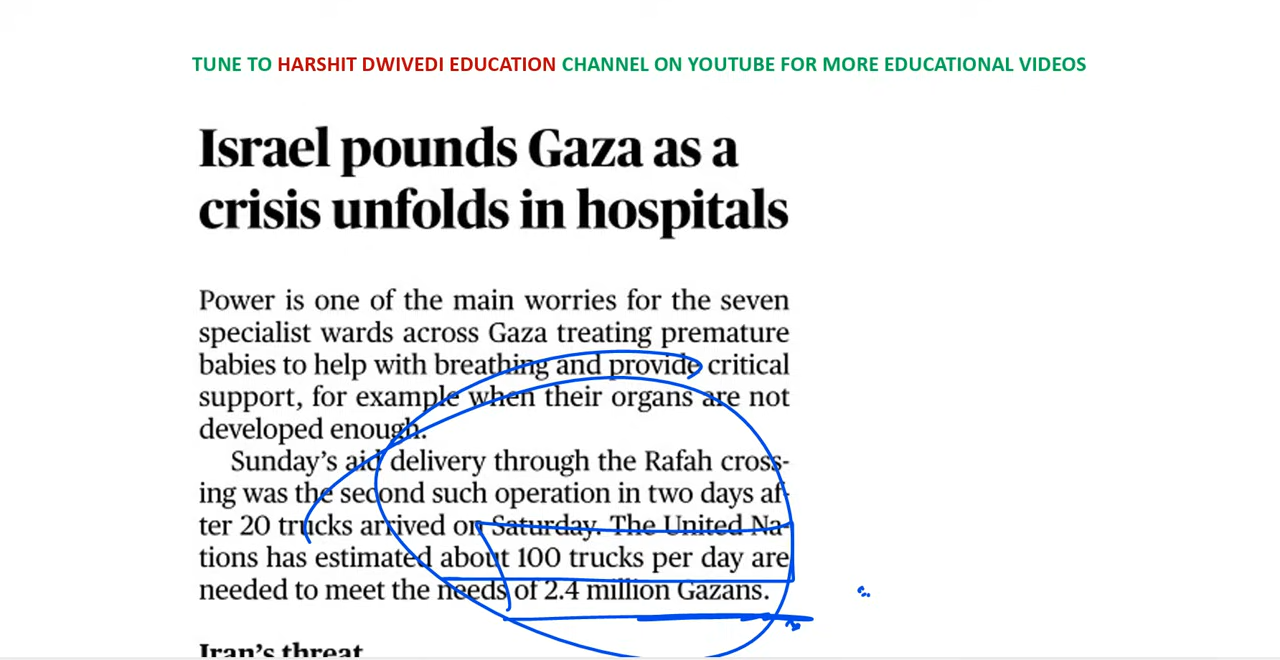 TUNE TO HARSHIT DWIVEDI EDUCATION CHANNEL ON YOUTUBE FOR MORE EDUCATIONAL VIDEOS
Israel pounds Gaza as a
crisis unfolds in hospitals
Power is one of the main worries for the seven
specialist wards across Gaza treating premature
babies to help with breathing and provide critical
support, for example when their organs are not
developed enough.
Sunday's aid delivery through the Rafah cross-
ing was the second such operation in two days af-
ter 20 trucks arrived on Saturday. The United Na-
tions has estimated about 100 trucks per day are
needed to meet the needs of 2.4 million Gazans.
Iran's threat